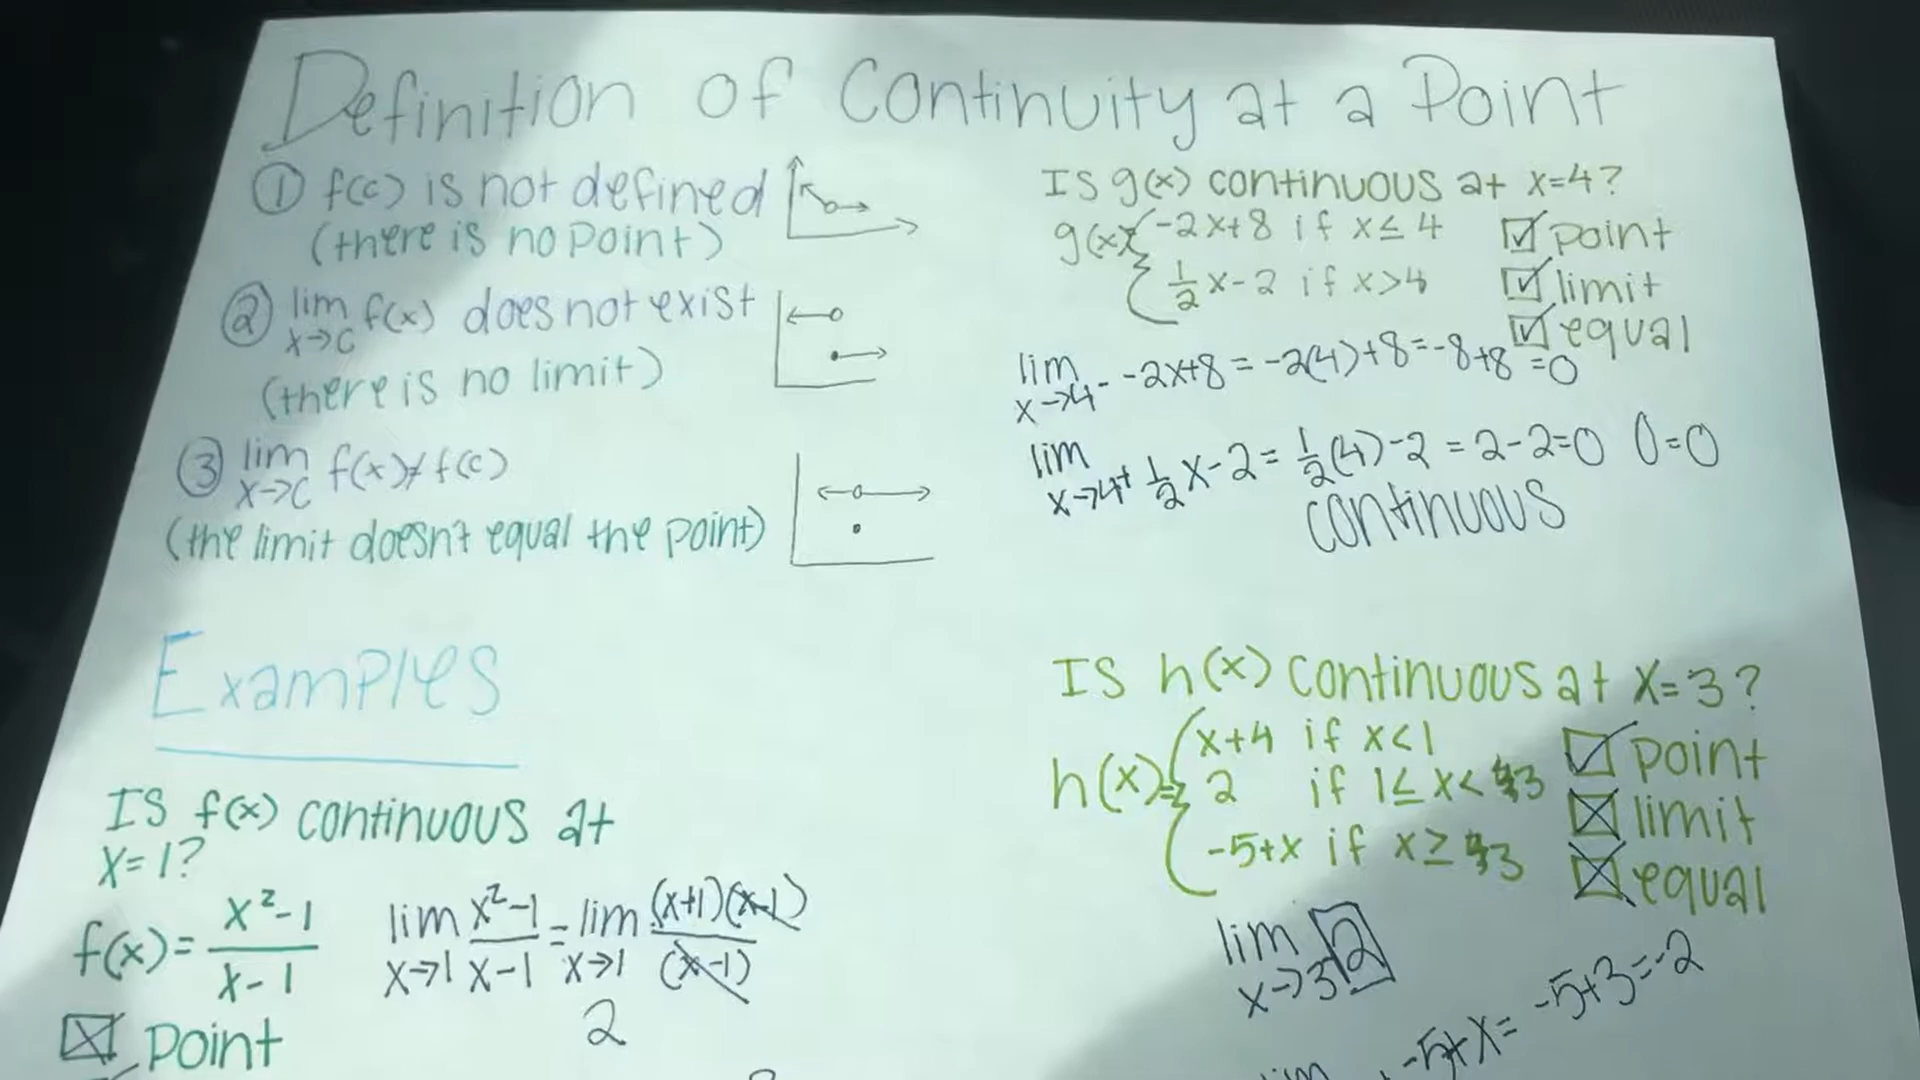 Definition of Continuity at a Point
① f(c) is not defined
(there is no point)
② lim f(x) does not exist
x→c
(there is no limit)
③ lim f(x) ≠ f(c)
x→c
(the limit doesn't equal the point)
Examples
Is f(x) continuous at
x=1?
f(x) = x²-1
x-1
lim x²-1 = lim (x+1)(x-1)
x→1 x-1 x→1 (x-1)
2
☒ Point
Is g(x) continuous at x=4?
g(x) { -2x+8 if x≤4
1/2 x-2 if x>4
☑ point
☑ limit
☑ equal
lim -2x+8 = -2(4)+8 = -8+8 = 0
x→4-
lim 1/2 x-2 = 1/2(4)-2 = 2-2=0 0=0
x→4+
continuous
Is h(x) continuous at x=3?
h(x)= { x+4 if x<1
2 if 1≤x<3
-5+x if x≥3
☑ point
☒ limit
☒ equal
lim 2
x→3
lim -5+x = -5+3=-2